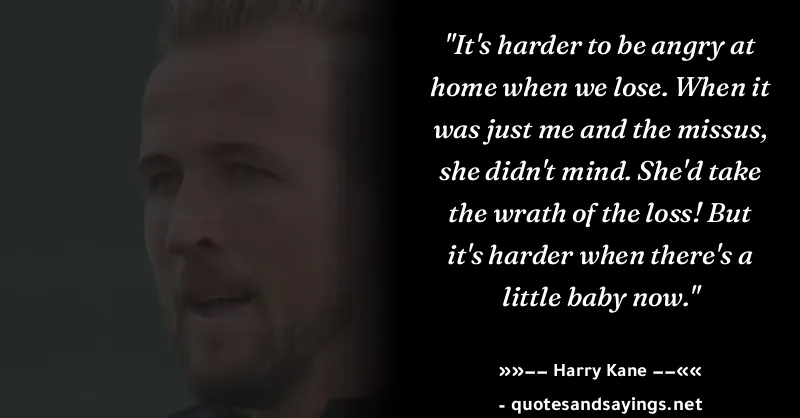 "It's harder to be angry at
home when we lose. When it
was just me and the missus,
she didn't mind. She'd take
the wrath of the loss! But
it's harder when there's a
little baby now."
»»−− Harry Kane −−««
- quotesandsayings.net